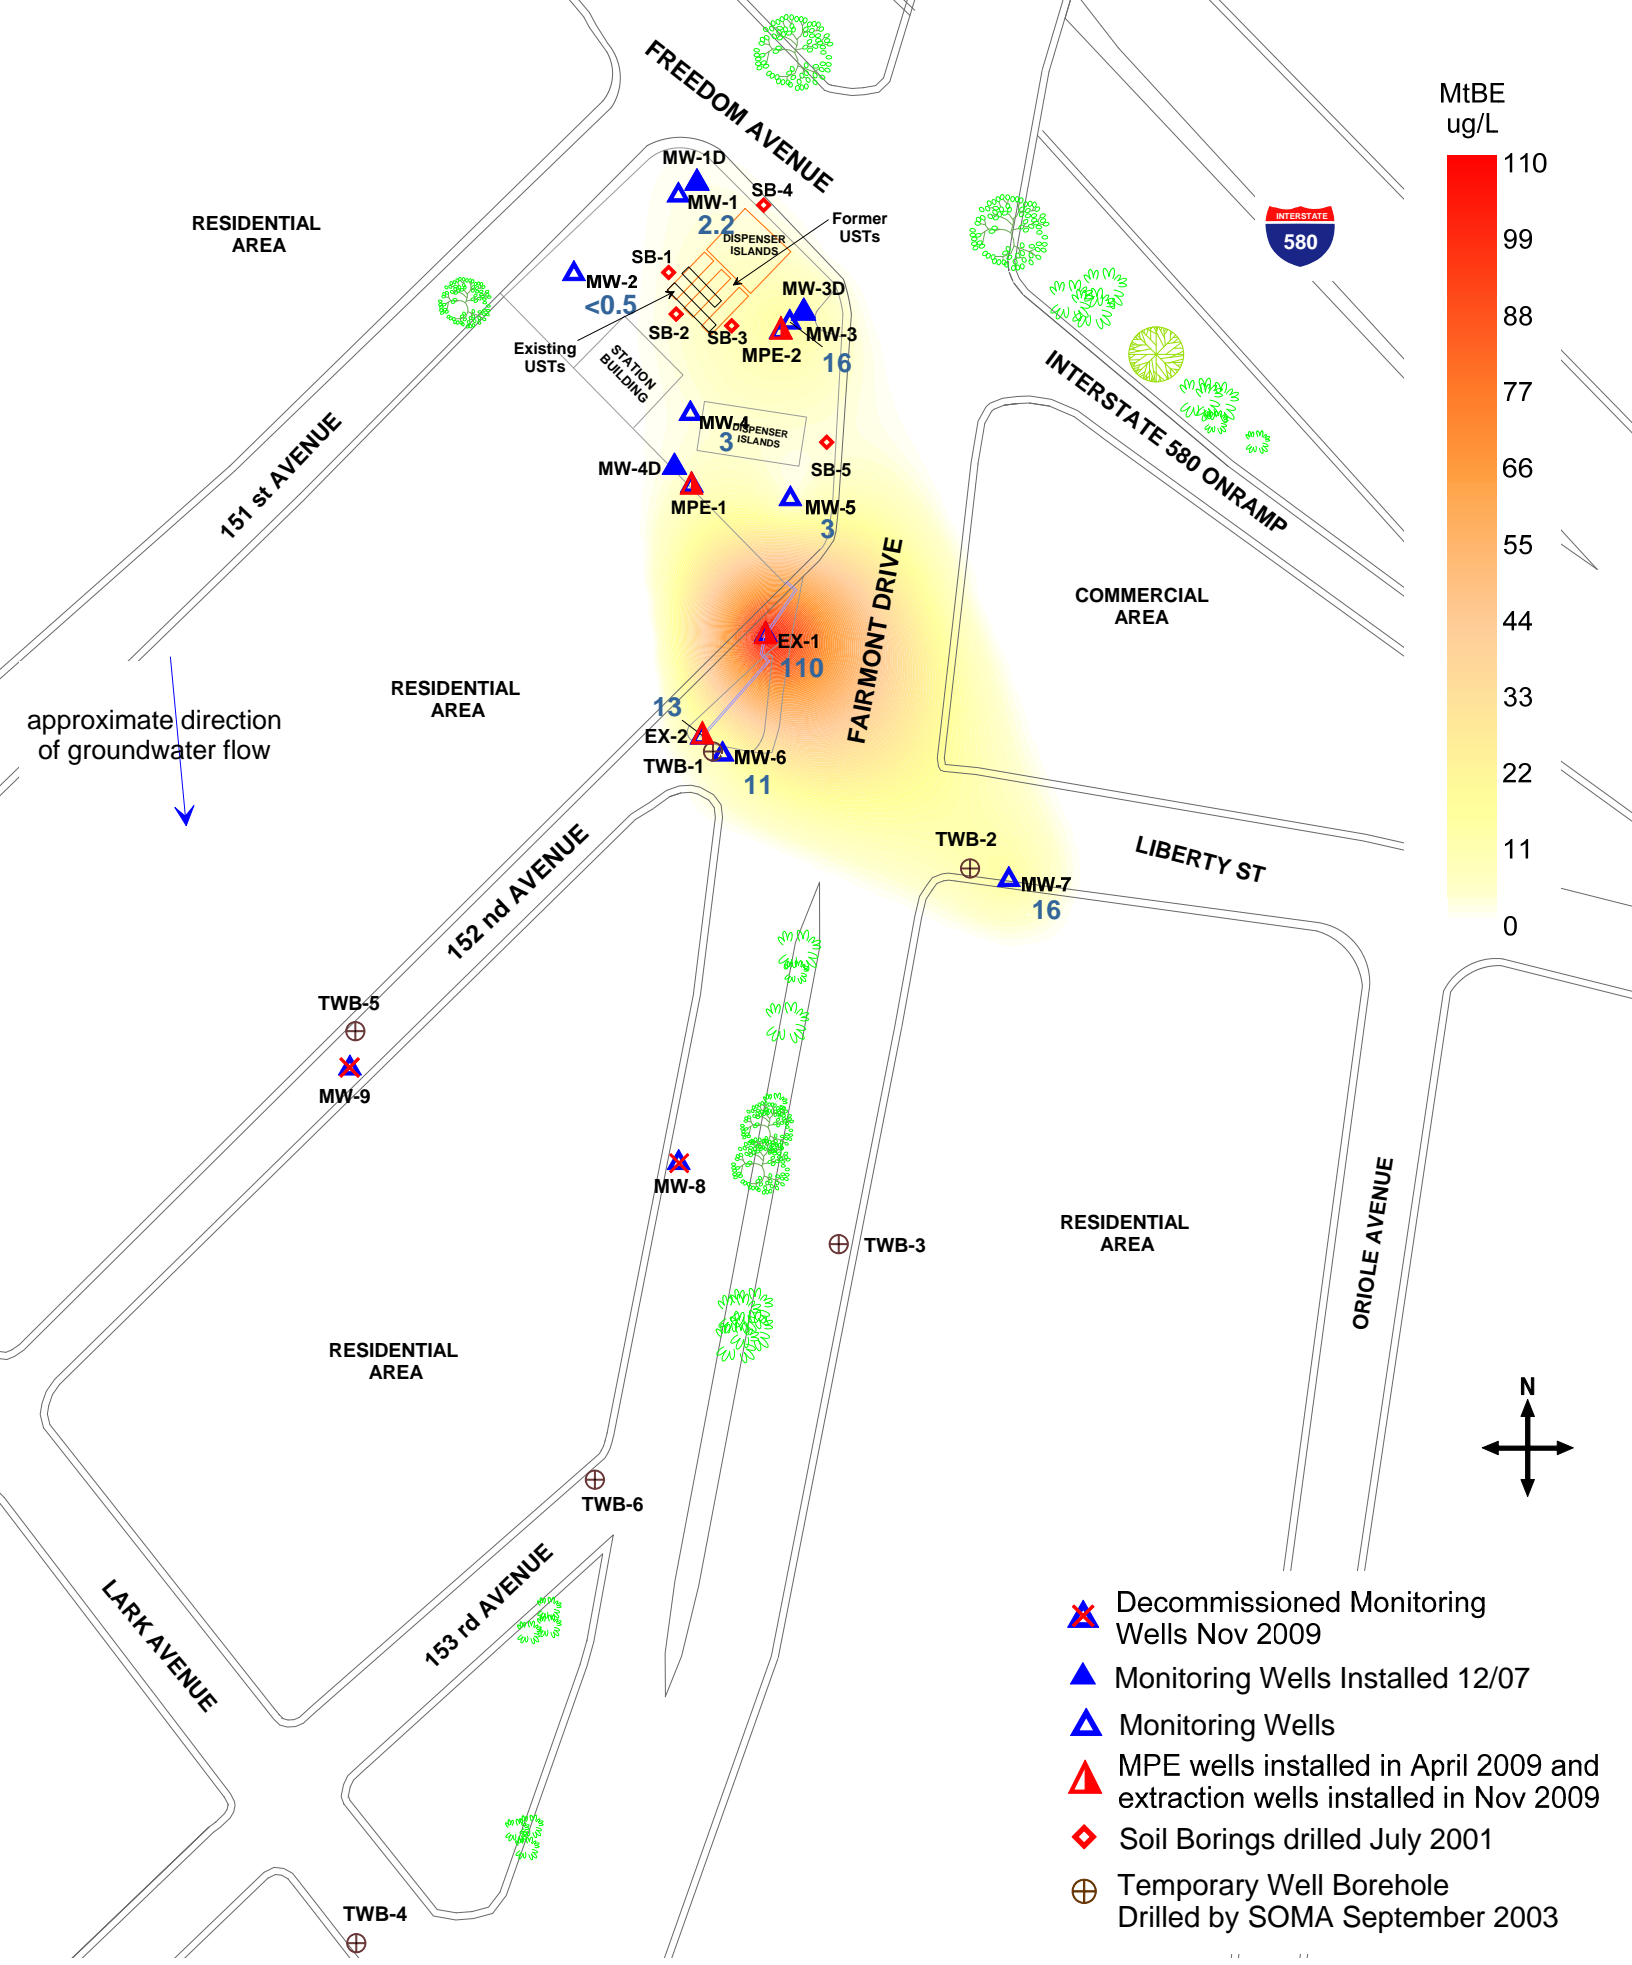 FREEDOM AVENUE
MtBE
ug/L
110
99
88
77
66
55
44
33
22
11
0
MW-1D
MW-1
2.2
SB-4
Former
USTs
DISPENSER
ISLANDS
RESIDENTIAL
AREA
INTERSTATE
580
SB-1
MW-2
<0.5
MW-3D
SB-2
SB-3
MW-3
MPE-2
16
Existing
USTs
STATION
BUILDING
INTERSTATE 580 ONRAMP
MW-4
3
DISPENSER
ISLANDS
151 st AVENUE
MW-4D
SB-5
MPE-1
MW-5
3
FAIRMONT DRIVE
COMMERCIAL
AREA
EX-1
110
RESIDENTIAL
AREA
approximate direction
of groundwater flow
13
EX-2
TWB-1
MW-6
11
TWB-2
LIBERTY ST
MW-7
16
152 nd AVENUE
TWB-5
MW-9
MW-8
TWB-3
RESIDENTIAL
AREA
ORIOLE AVENUE
RESIDENTIAL
AREA
N
TWB-6
153 rd AVENUE
LARK AVENUE
TWB-4
Decommissioned Monitoring
Wells Nov 2009
Monitoring Wells Installed 12/07
Monitoring Wells
MPE wells installed in April 2009 and
extraction wells installed in Nov 2009
Soil Borings drilled July 2001
Temporary Well Borehole
Drilled by SOMA September 2003